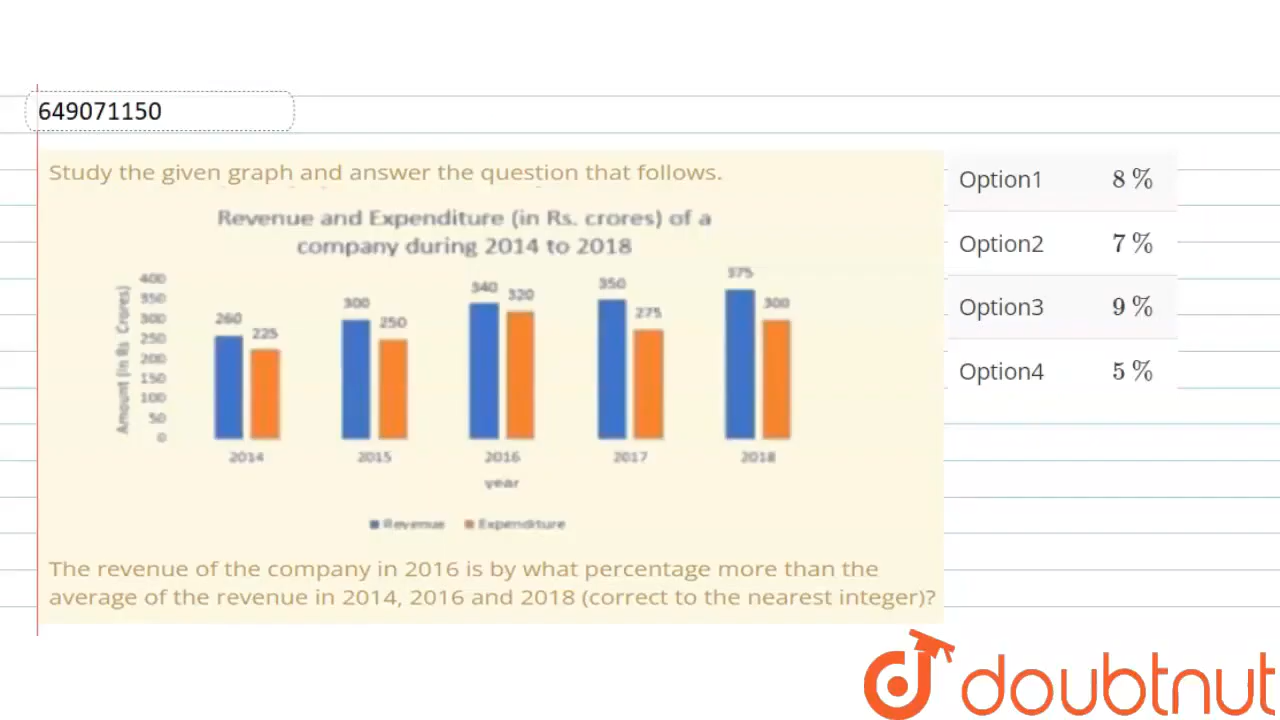 649071150
Study the given graph and answer the question that follows.
Revenue and Expenditure (in Rs. crores) of a
company during 2014 to 2018
Amount (in Rs Crores)
400
350
300
250
200
150
100
50
0
260
225
300
250
340
320
350
275
375
300
2014
2015
2016
2017
2018
year
Revenue
Expenditure
The revenue of the company in 2016 is by what percentage more than the
average of the revenue in 2014, 2016 and 2018 (correct to the nearest integer)?
Option1 8 %
Option2 7 %
Option3 9 %
Option4 5 %
doubtnut